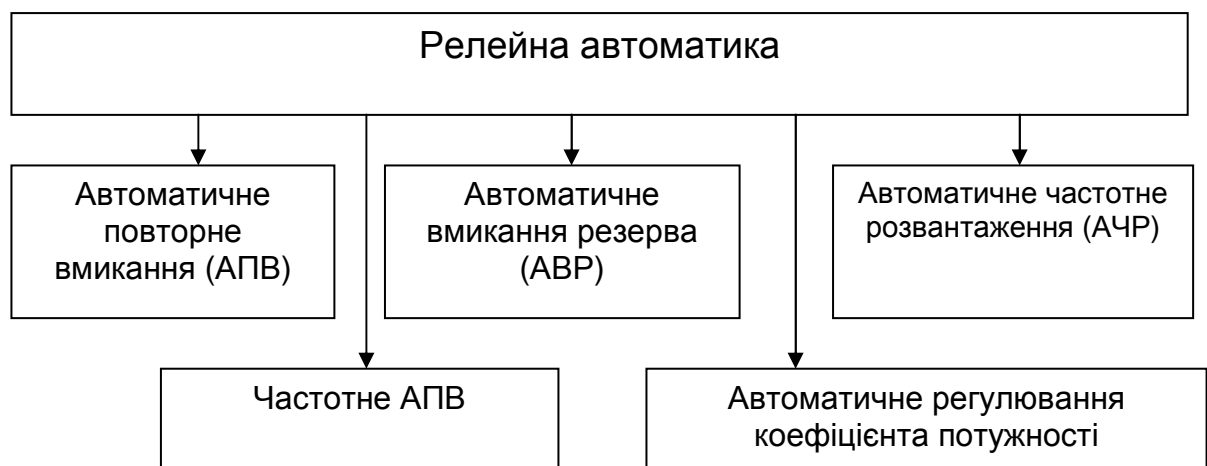 Релейна автоматика
Автоматичне
повторне
вмикання (АПВ)
Автоматичне
вмикання резерва
(АВР)
Автоматичне частотне
розвантаження (АЧР)
Частотне АПВ
Автоматичне регулювання
коефіцієнта потужності